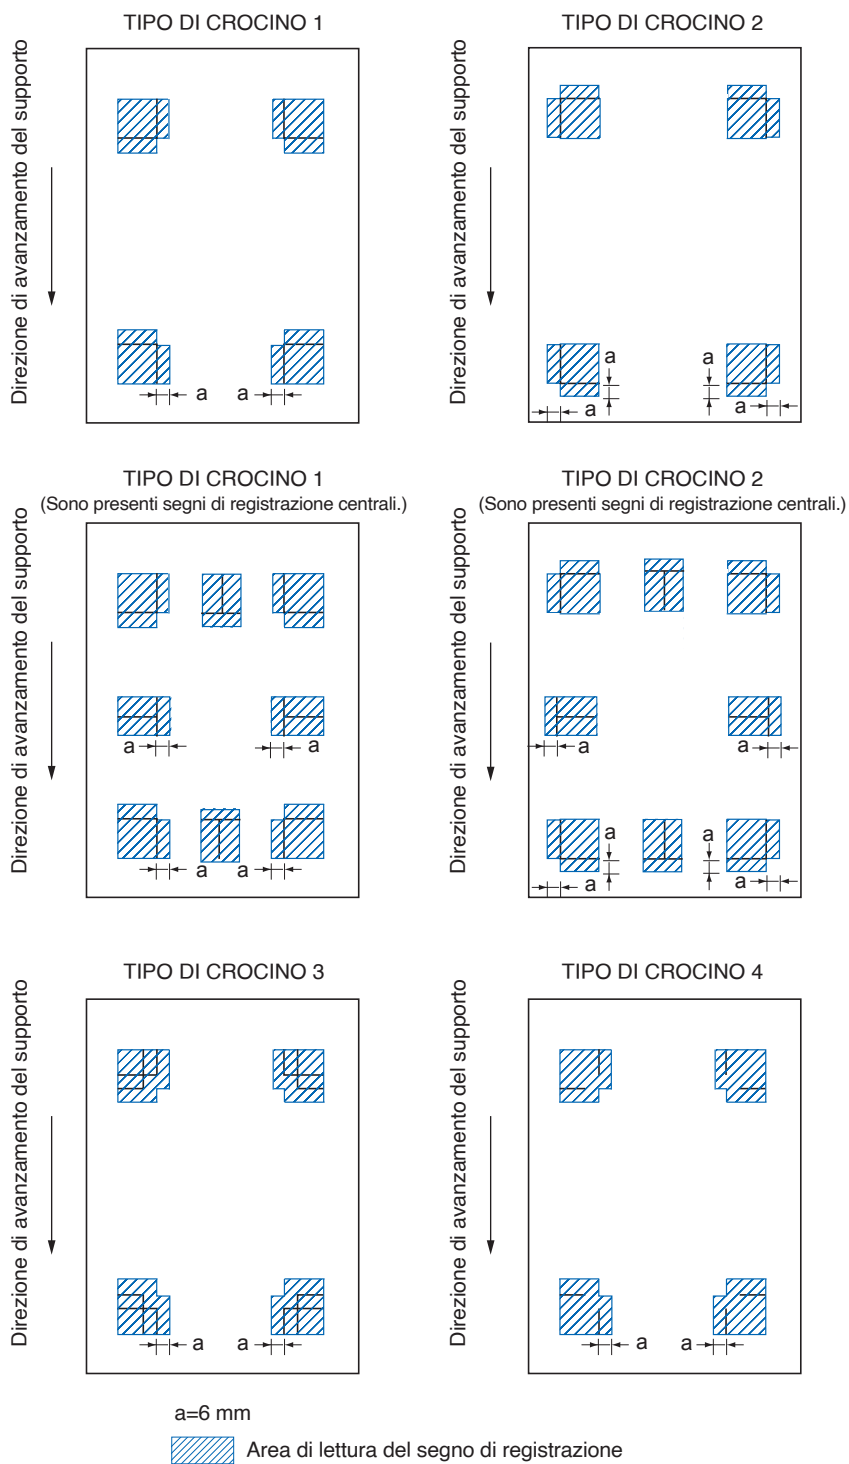 TIPO DI CROCINO 1
Direzione di avanzamento del supporto
a
a
TIPO DI CROCINO 2
Direzione di avanzamento del supporto
a
a
a
a
TIPO DI CROCINO 1
(Sono presenti segni di registrazione centrali.)
Direzione di avanzamento del supporto
a
a
a
a
TIPO DI CROCINO 2
(Sono presenti segni di registrazione centrali.)
Direzione di avanzamento del supporto
a
a
a
a
a
a
TIPO DI CROCINO 3
Direzione di avanzamento del supporto
a
a
TIPO DI CROCINO 4
Direzione di avanzamento del supporto
a
a
a=6 mm
Area di lettura del segno di registrazione